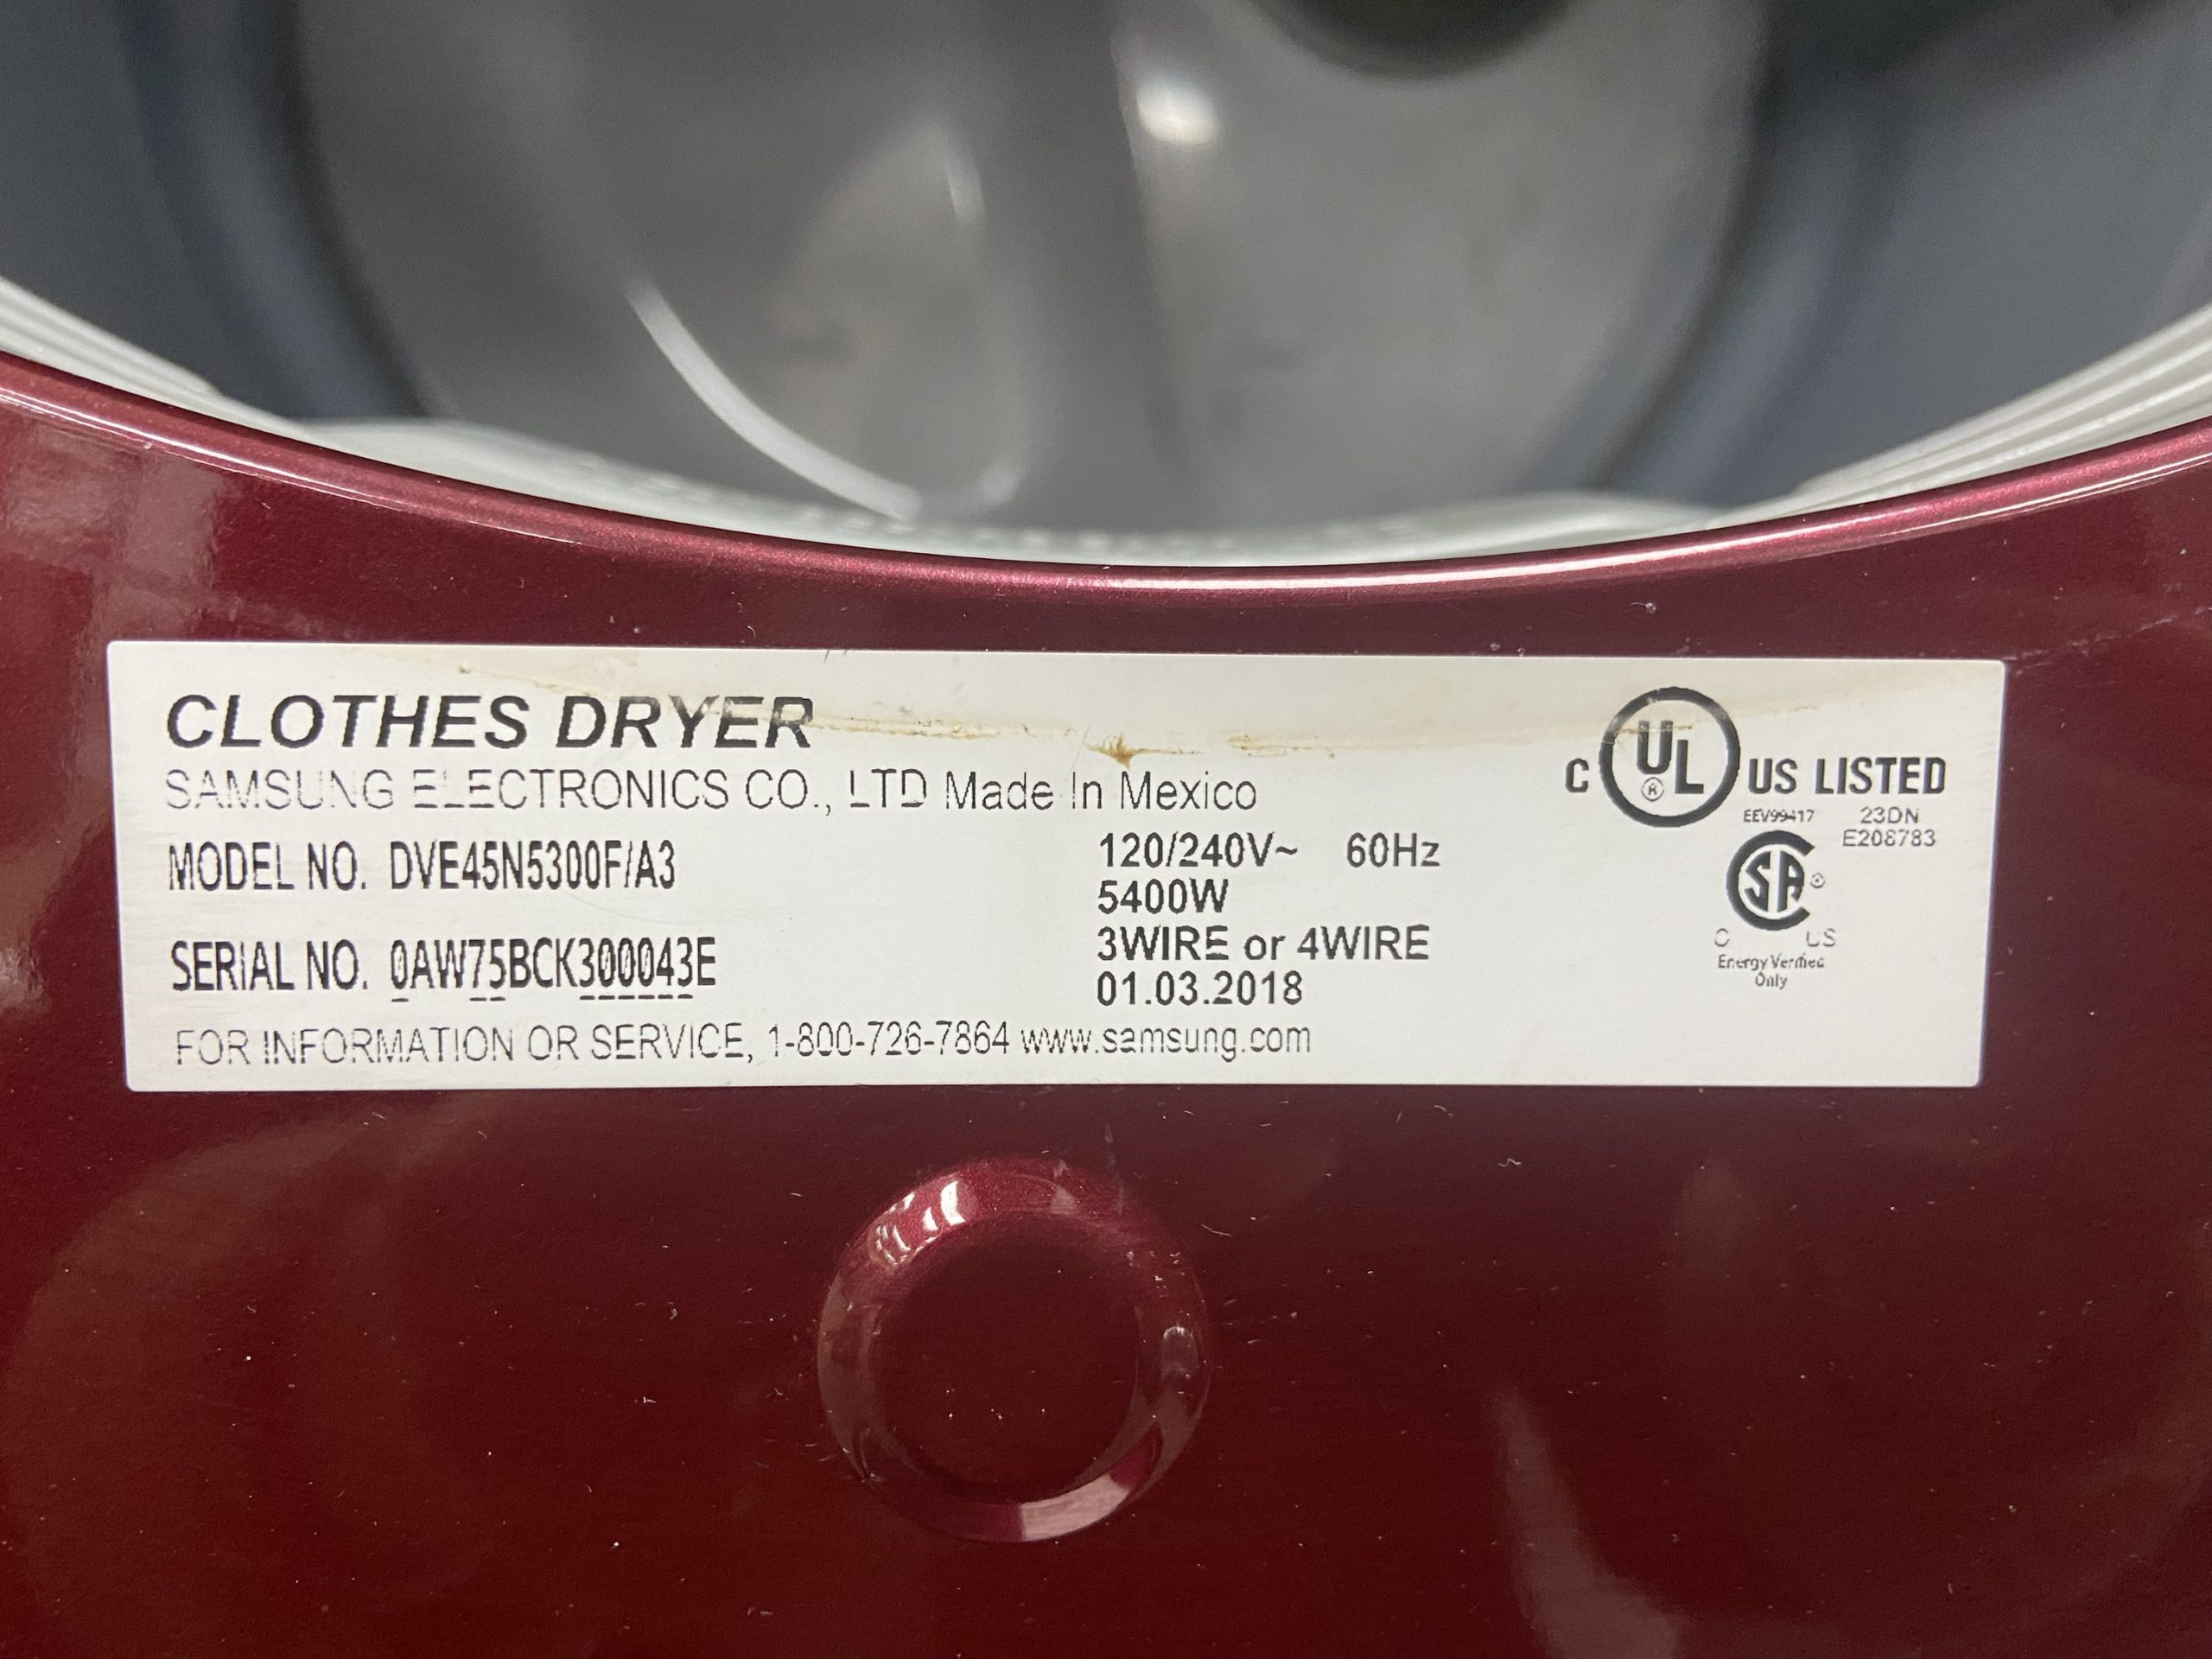 CLOTHES DRYER
SAMSUNG ELECTRONICS CO., LTD Made In Mexico
MODEL NO. DVE45N5300F/A3
SERIAL NO. 0AW75BCK300043E
120/240V~ 60Hz
5400W
3WIRE or 4WIRE
01.03.2018
FOR INFORMATION OR SERVICE, 1-800-726-7864 www.samsung.com
C UL ® US LISTED
EEV99417 23DN
E208783
SA ®
C US
Energy Verified
Only